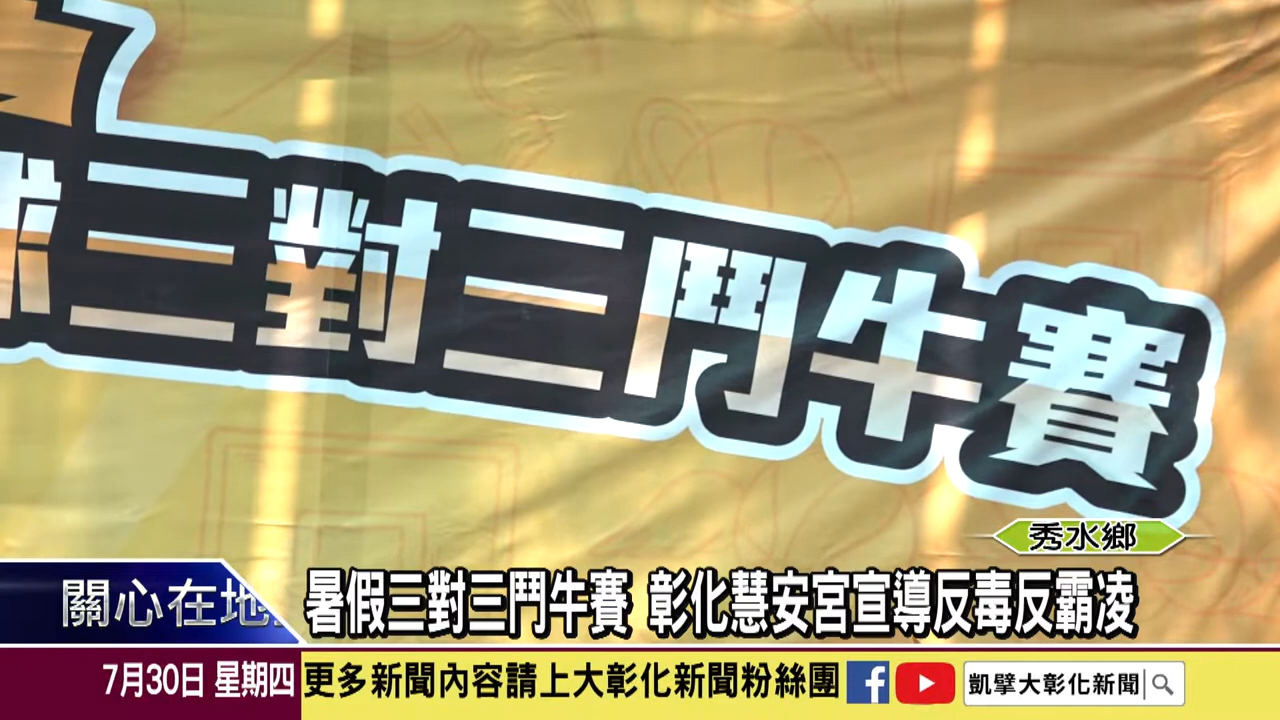 三對三鬥牛賽
秀水鄉
關心在地
暑假三對三鬥牛賽 彰化慧安宮宣導反毒反霸凌
7月30日 星期四
更多新聞內容請上大彰化新聞粉絲團
凱擘大彰化新聞